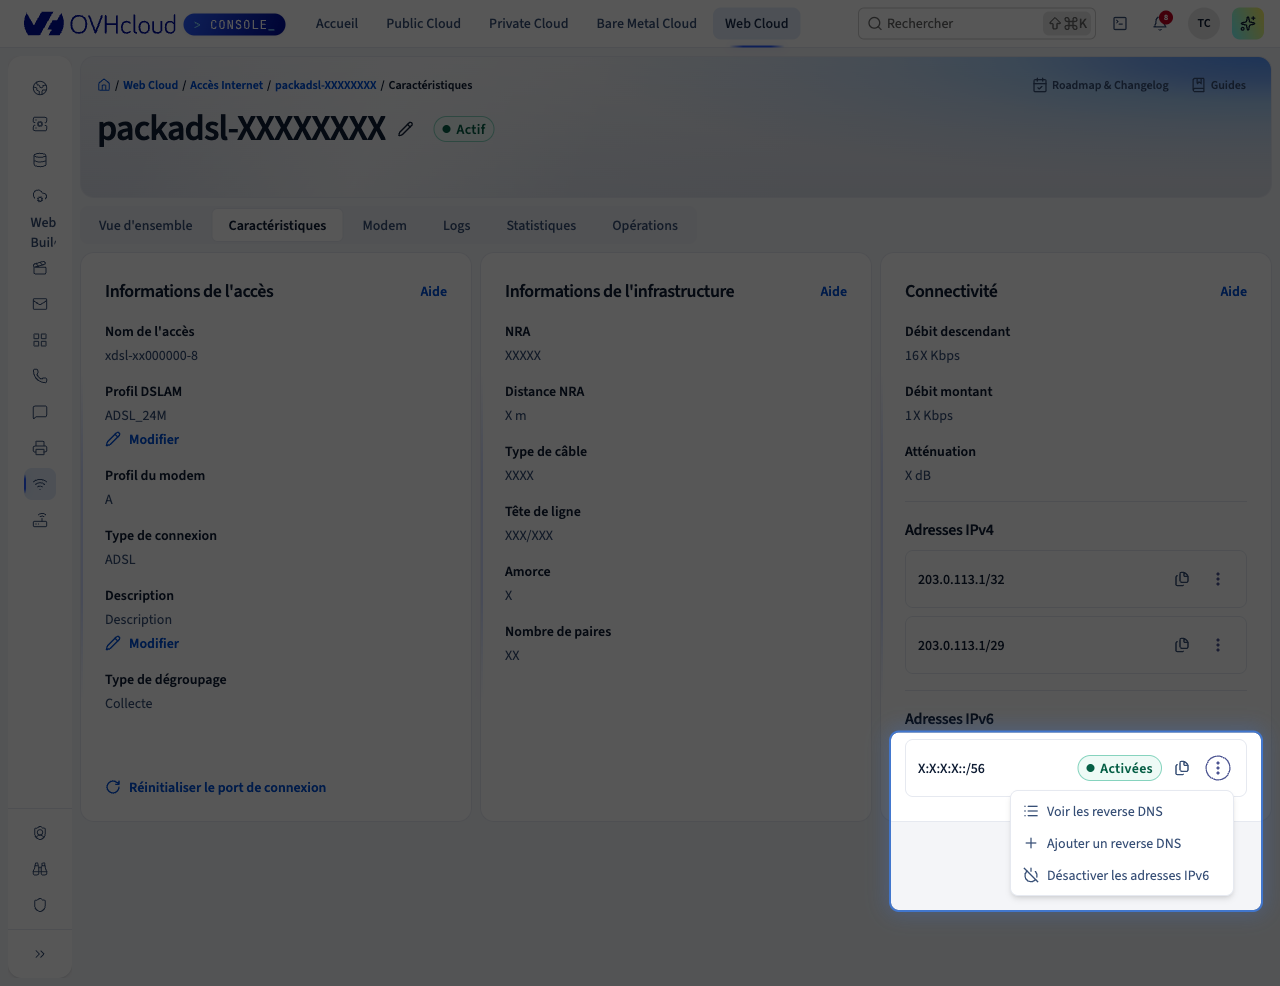 OVHcloud > CONSOLE_ Accueil Public Cloud Private Cloud Bare Metal Cloud Web Cloud Rechercher ⇧⌘K 8 TC
/ Web Cloud / Accès Internet / packadsl-XXXXXXXX / Caractéristiques Roadmap & Changelog Guides
packadsl-XXXXXXXX Actif
Web
Buil
Vue d'ensemble Caractéristiques Modem Logs Statistiques Opérations
Informations de l'accès Aide
Nom de l'accès
xdsl-xx000000-8
Profil DSLAM
ADSL_24M
Modifier
Profil du modem
A
Type de connexion
ADSL
Description
Description
Modifier
Type de dégroupage
Collecte
Réinitialiser le port de connexion
Informations de l'infrastructure Aide
NRA
XXXXX
Distance NRA
X m
Type de câble
XXXX
Tête de ligne
XXX/XXX
Amorce
X
Nombre de paires
XX
Connectivité Aide
Débit descendant
16X Kbps
Débit montant
1X Kbps
Atténuation
X dB
Adresses IPv4
203.0.113.1/32
203.0.113.1/29
Adresses IPv6
X:X:X:X::/56 Activées
Voir les reverse DNS
Ajouter un reverse DNS
Désactiver les adresses IPv6